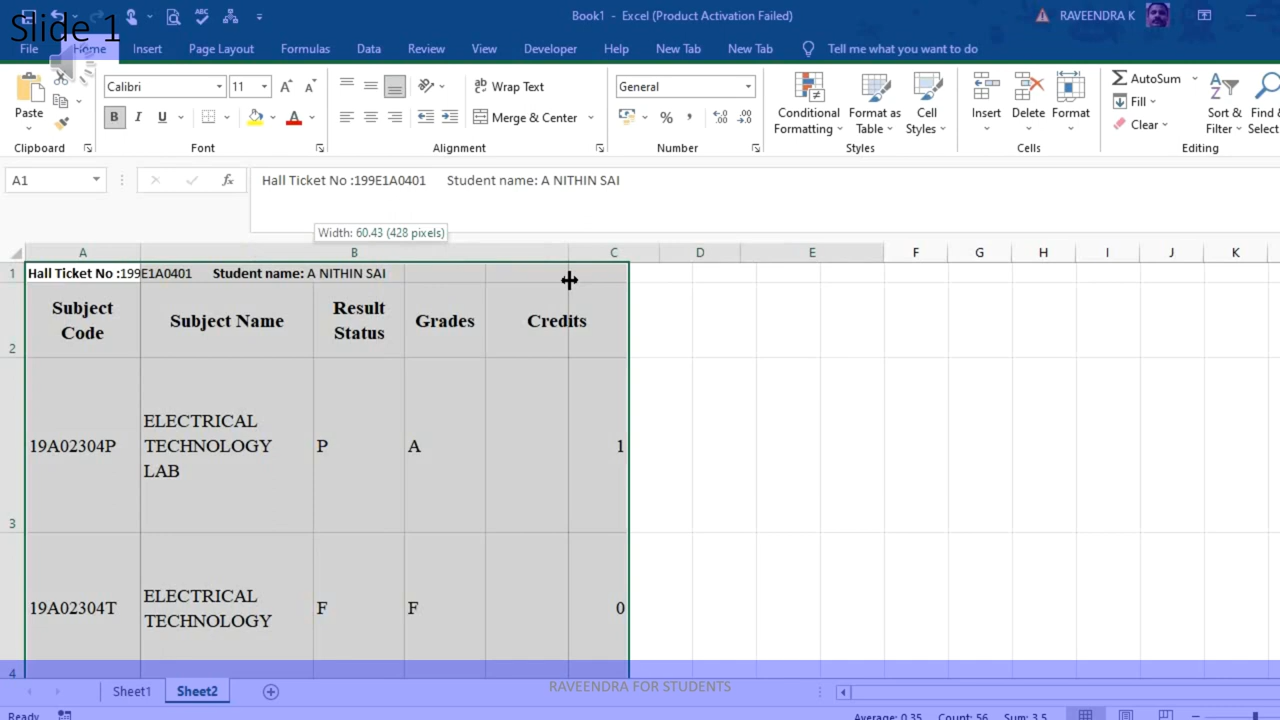 Slide 1
Book1 - Excel (Product Activation Failed)
RAVEENDRA K
File Home Insert Page Layout Formulas Data Review View Developer Help New Tab New Tab Tell me what you want to do
Calibri 11
Wrap Text
General
AutoSum
Paste
B I U A
Merge & Center
% ,
Conditional Formatting
Format as Table
Cell Styles
Insert Delete Format
Fill
Clear
Sort & Filter
Find & Select
Clipboard Font Alignment Number Styles Cells Editing
A1 fx Hall Ticket No :199E1A0401 Student name: A NITHIN SAI
Width: 60.43 (428 pixels)
A B C D E F G H I J K
1 Hall Ticket No :199E1A0401 Student name: A NITHIN SAI
Subject Code Subject Name Result Status Grades Credits
2
19A02304P ELECTRICAL TECHNOLOGY LAB P A 1
3
19A02304T ELECTRICAL TECHNOLOGY F F 0
4
RAVEENDRA FOR STUDENTS
Sheet1 Sheet2
Ready Average: 0.35 Count: 56 Sum: 3.5